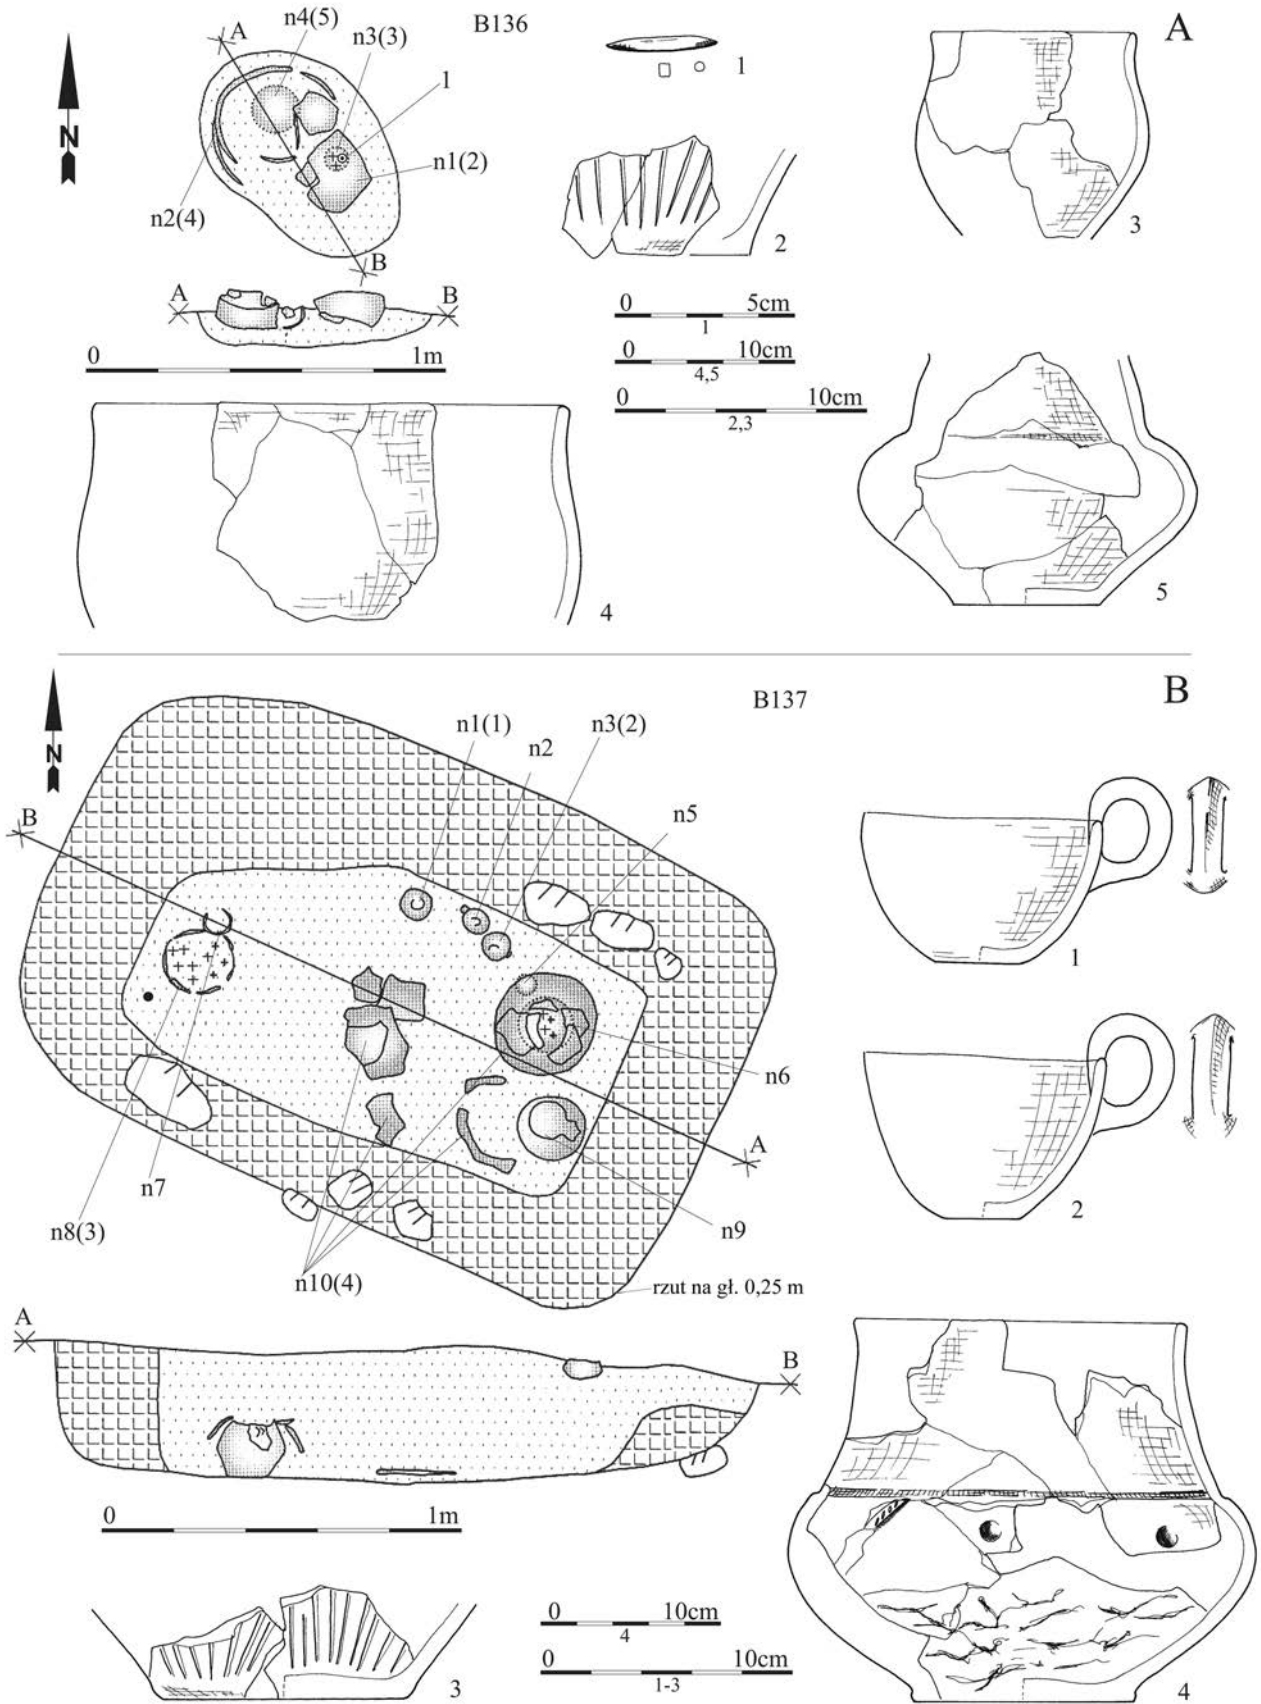 B136
A
N
A
n4(5)
n3(3)
1
n1(2)
n2(4)
B
A
B
0 1m
1
2
3
0 5cm
1
0 10cm
4,5
0 10cm
2,3
4
5
B137
B
N
B
n1(1)
n2
n3(2)
n5
n6
A
n9
n7
n8(3)
n10(4)
rzut na gł. 0,25 m
1
2
A
B
0 1m
3
0 10cm
4
0 10cm
1-3
4